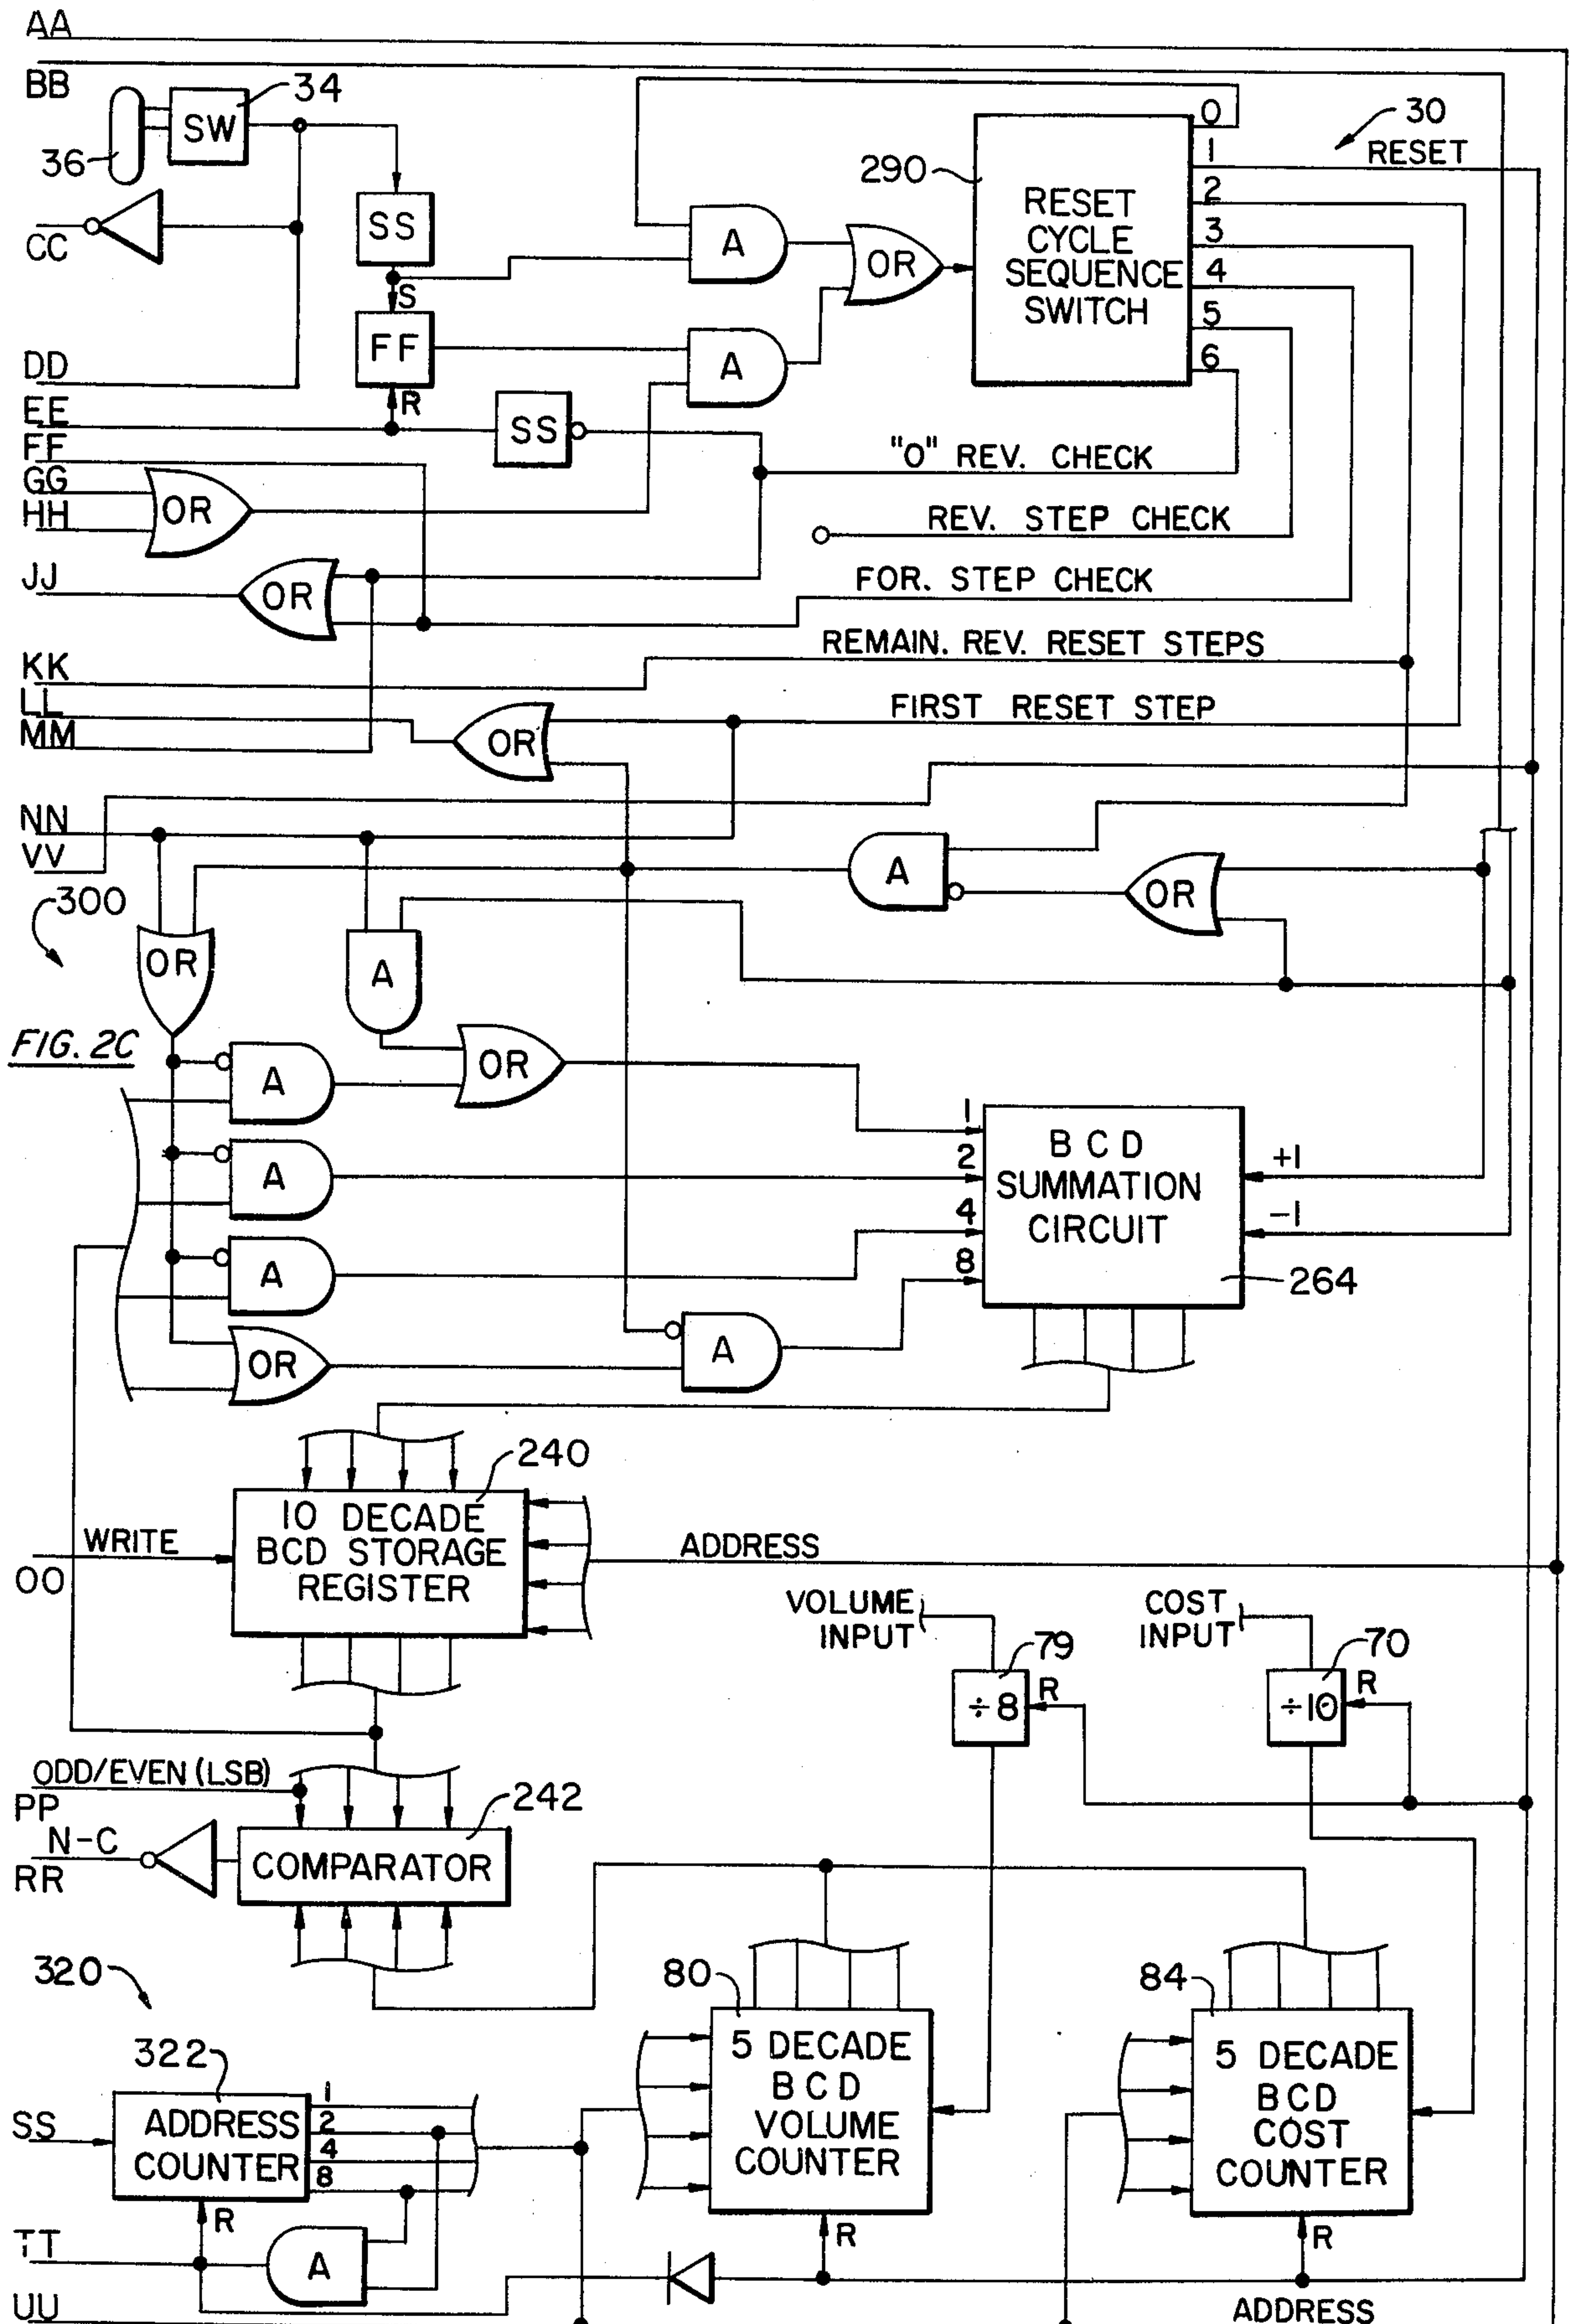 AA
BB
34
SW
36
CC
SS
S
FF
R
A
A
OR
290
RESET
CYCLE
SEQUENCE
SWITCH
0
1
2
3
4
5
6
30
RESET
DD
EE
FF
GG
HH
OR
SS
"O" REV. CHECK
REV. STEP CHECK
JJ
OR
FOR. STEP CHECK
REMAIN. REV. RESET STEPS
KK
LL
MM
OR
FIRST RESET STEP
NN
VV
300
OR
A
A
OR
FIG. 2C
A
OR
A
A
OR
A
1
2
4
8
BCD
SUMMATION
CIRCUIT
+1
-1
264
240
10 DECADE
BCD STORAGE
REGISTER
WRITE
OO
ADDRESS
VOLUME
INPUT
79
÷8
R
COST
INPUT
70
÷10
R
ODD/EVEN (LSB)
PP
N-C
RR
242
COMPARATOR
320
322
ADDRESS
COUNTER
1
2
4
8
SS
R
A
TT
UU
80
5 DECADE
BCD
VOLUME
COUNTER
R
84
5 DECADE
BCD
COST
COUNTER
R
ADDRESS